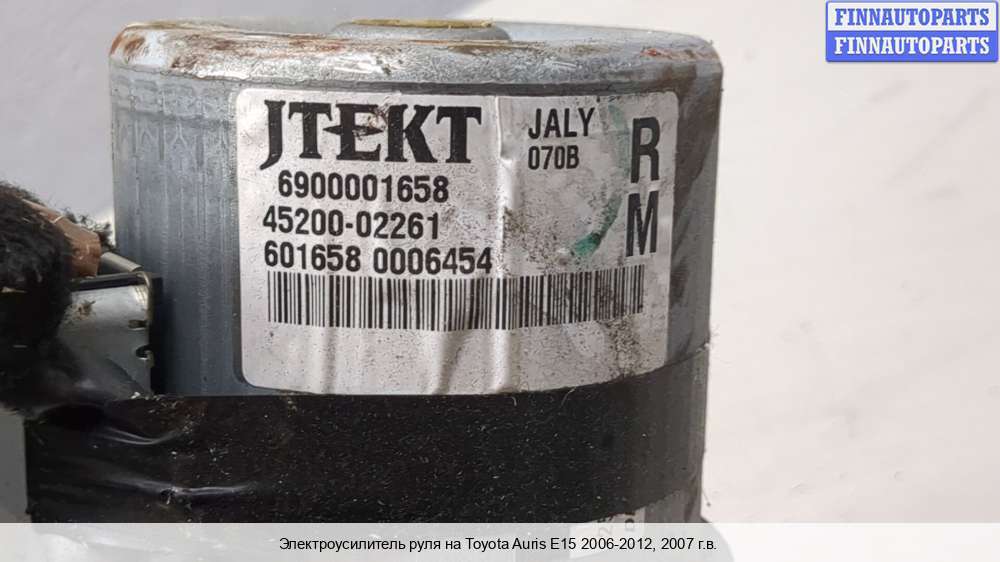 FINNAUTOPARTS
FINNAUTOPARTS
JTEKT
JALY
070B
R
M
6900001658
45200-02261
601658 0006454
Электроусилитель руля на Toyota Auris E15 2006-2012, 2007 г.в.